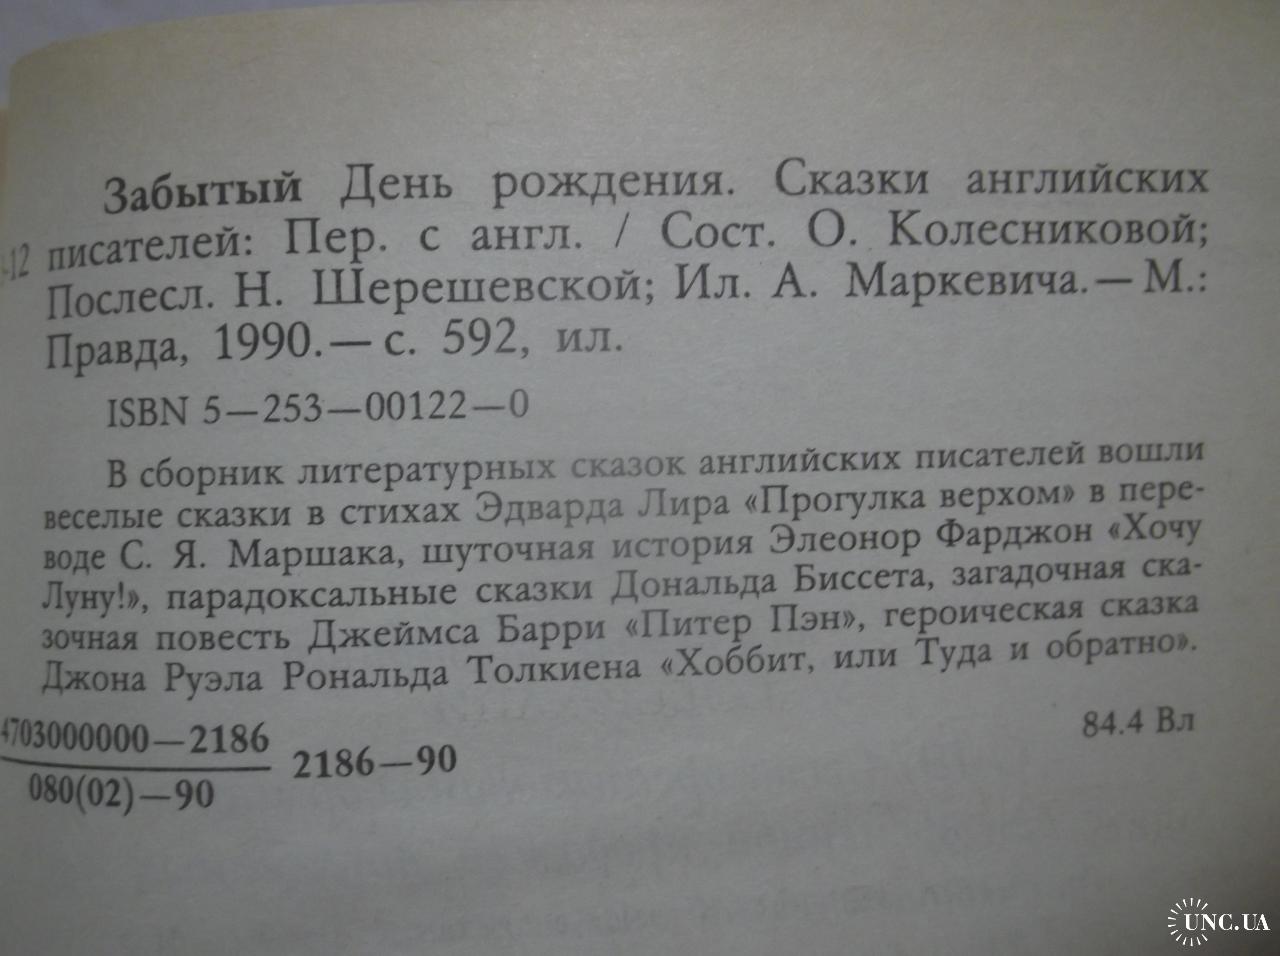 Забытый День рождения. Сказки английских
-12 писателей: Пер. с англ. / Сост. О. Колесниковой;
Послесл. Н. Шерешевской; Ил. А. Маркевича.— М.:
Правда, 1990.— с. 592, ил.
ISBN 5—253—00122—0
В сборник литературных сказок английских писателей вошли
веселые сказки в стихах Эдварда Лира «Прогулка верхом» в пере-
воде С. Я. Маршака, шуточная история Элеонор Фарджон «Хочу
Луну!», парадоксальные сказки Дональда Биссета, загадочная ска-
зочная повесть Джеймса Барри «Питер Пэн», героическая сказка
Джона Руэла Рональда Толкиена «Хоббит, или Туда и обратно».
4703000000—2186
080(02)—90
2186—90
84.4 Вл
UNC.UA